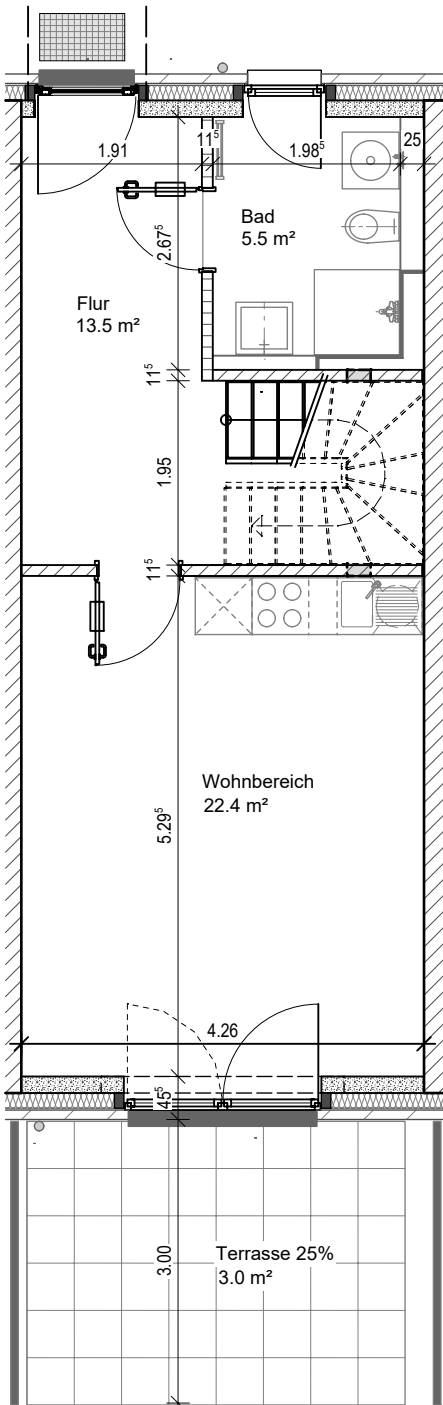 1.91
11⁵
1.98⁵
25
Bad
5.5 m²
2.67⁵
Flur
13.5 m²
11⁵
1.95
11⁵
Wohnbereich
22.4 m²
5.29⁵
4.26
45⁵
Terrasse 25%
3.0 m²
3.00